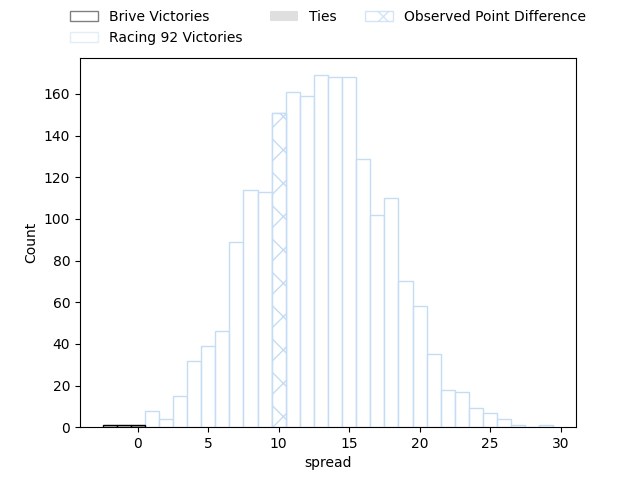 Brive Victories
Ties
Observed Point Difference
Racing 92 Victories
160
140
120
100
80
60
40
20
0
Count
0 5 10 15 20 25 30
spread